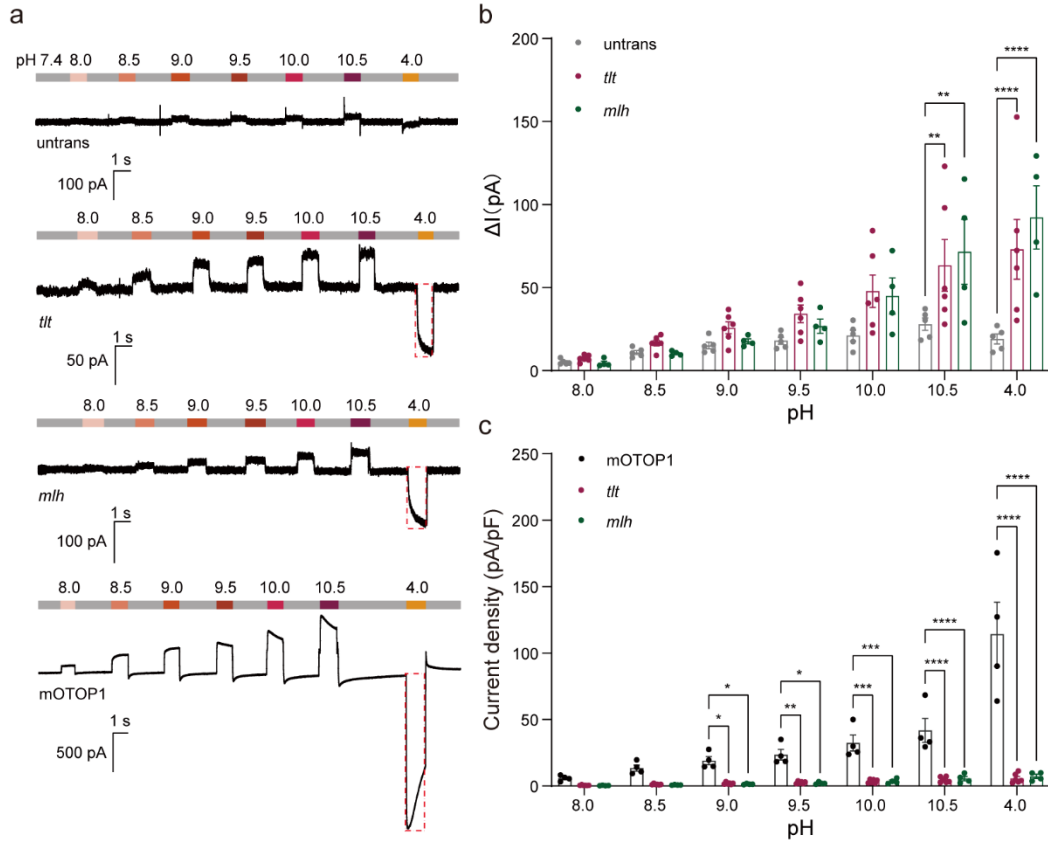 a
pH 7.4 8.0 8.5 9.0 9.5 10.0 10.5 4.0
untrans
1 s
100 pA
8.0 8.5 9.0 9.5 10.0 10.5 4.0
tlt
1 s
50 pA
8.0 8.5 9.0 9.5 10.0 10.5 4.0
mlh
1 s
100 pA
8.0 8.5 9.0 9.5 10.0 10.5 4.0
mOTOP1
1 s
500 pA
b
untrans
tlt
mlh
ΔI(pA)
200
150
100
50
0
** ** **** ****
8.0 8.5 9.0 9.5 10.0 10.5 4.0
pH
c
mOTOP1
tlt
mlh
Current density (pA/pF)
250
200
150
100
50
0
* * ** * *** *** **** **** **** ****
8.0 8.5 9.0 9.5 10.0 10.5 4.0
pH